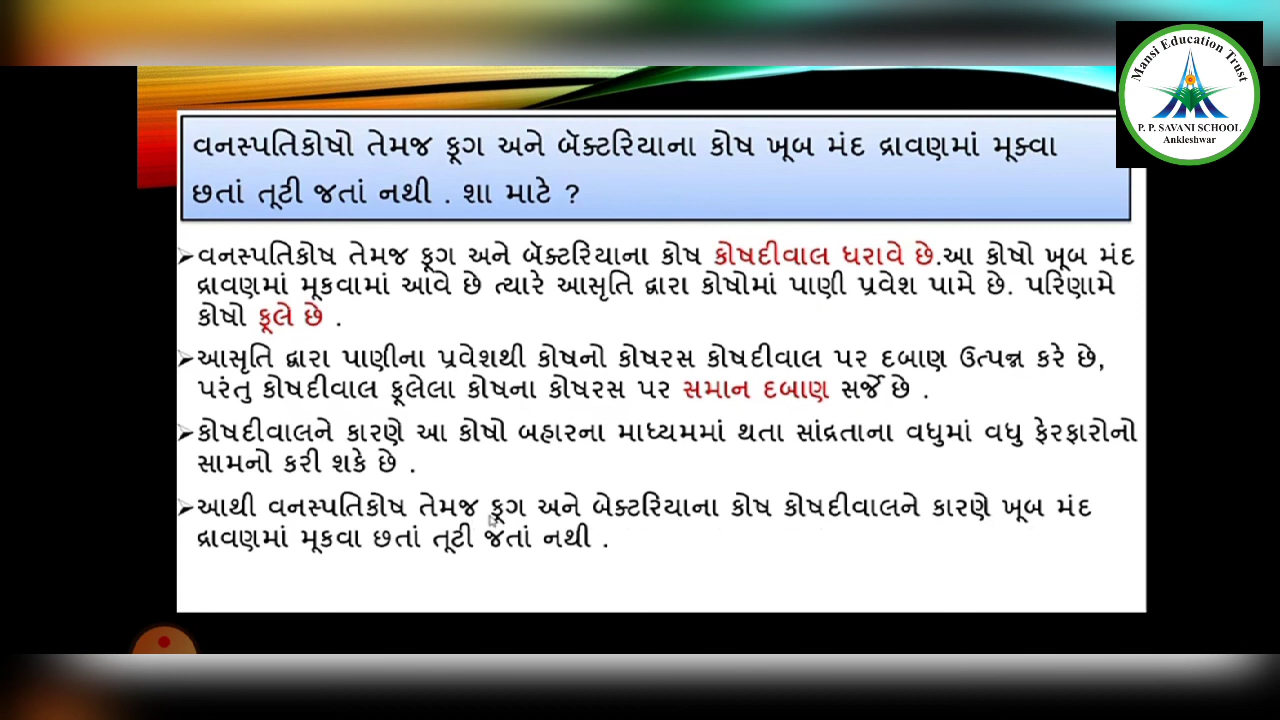 Mansi Education Trust
P. P. SAVANI SCHOOL
Ankleshwar
વનસ્પતિકોષો તેમજ ફૂગ અને બૅક્ટરિયાના કોષ ખૂબ મંદ દ્રાવણમાં મૂક્વા
છતાં તૂટી જતાં નથી . શા માટે ?
➢વનસ્પતિકોષ તેમજ ફૂગ અને બૅક્ટરિયાના કોષ કોષદીવાલ ધરાવે છે.આ કોષો ખૂબ મંદ
દ્રાવણમાં મૂકવામાં આવે છે ત્યારે આસૃતિ દ્વારા કોષોમાં પાણી પ્રવેશ પામે છે. પરિણામે
કોષો ફૂલે છે .
➢આસૃતિ દ્વારા પાણીના પ્રવેશથી કોષનો કોષરસ કોષદીવાલ પર દબાણ ઉત્પન્ન કરે છે,
પરંતુ કોષદીવાલ ફૂલેલા કોષના કોષરસ પર સમાન દબાણ સર્જે છે .
➢કોષદીવાલને કારણે આ કોષો બહારના માધ્યમમાં થતા સાંદ્રતાના વધુમાં વધુ ફેરફારોનો
સામનો કરી શકે છે .
➢આથી વનસ્પતિકોષ તેમજ ફૂગ અને બેક્ટરિયાના કોષ કોષદીવાલને કારણે ખૂબ મંદ
દ્રાવણમાં મૂકવા છતાં તૂટી જતાં નથી .